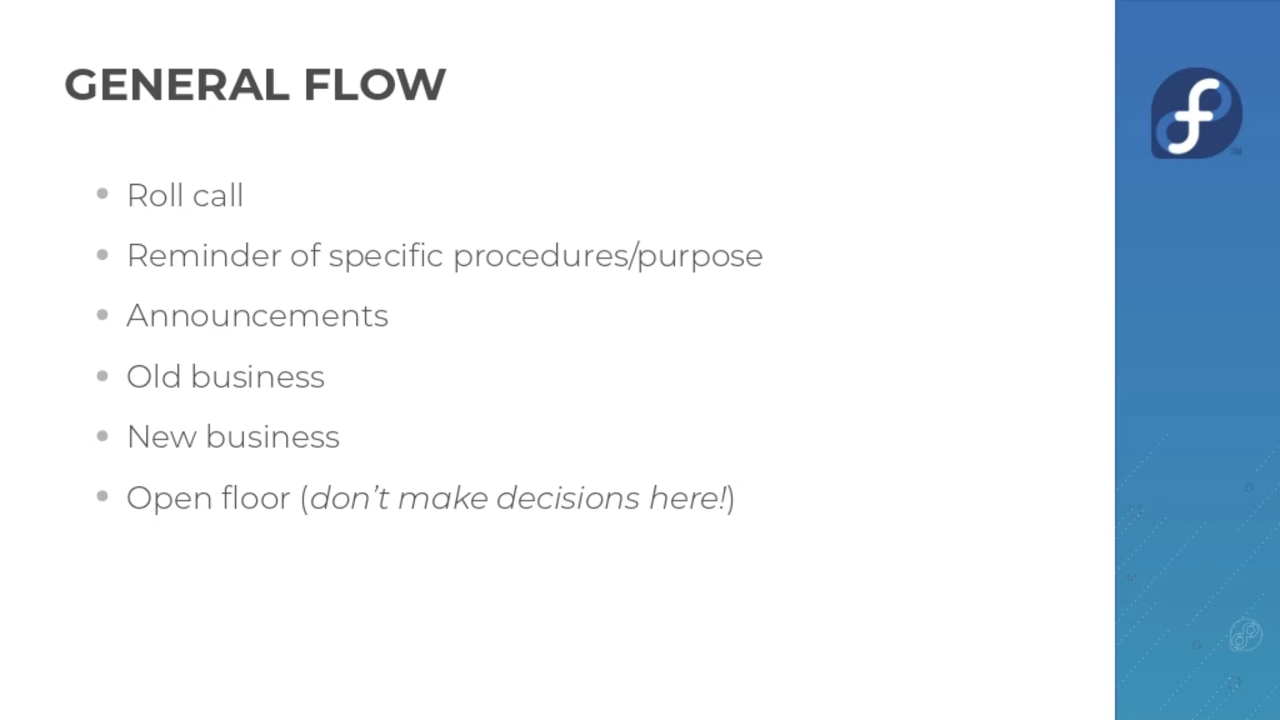 GENERAL FLOW
Roll call
Reminder of specific procedures/purpose
Announcements
Old business
New business
Open floor (don’t make decisions here!)
TM